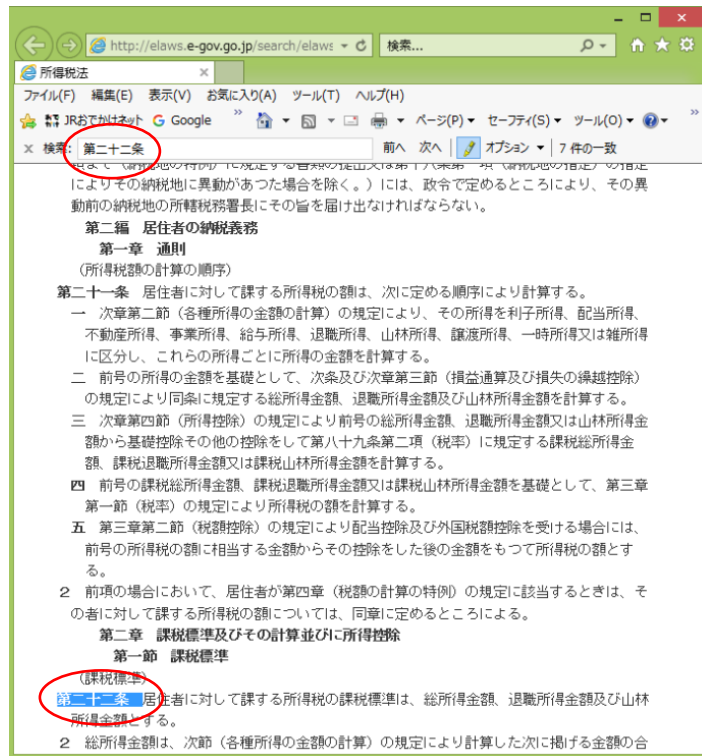 http://elaws.e-gov.go.jp/search/elaws
検索...
所得税法
ファイル(F) 編集(E) 表示(V) お気に入り(A) ツール(T) ヘルプ(H)
JRおでかけネット Google ページ(P) セーフティ(S) ツール(O)
検索: 第二十二条 前へ 次へ オプション 7 件の一致
によりその納税地に異動があつた場合を除く。）には、政令で定めるところにより、その異
動前の納税地の所轄税務署長にその旨を届け出なければならない。
第二編 居住者の納税義務
第一章 通則
（所得税額の計算の順序）
第二十一条 居住者に対して課する所得税の額は、次に定める順序により計算する。
一 次章第二節（各種所得の金額の計算）の規定により、その所得を利子所得、配当所得、
不動産所得、事業所得、給与所得、退職所得、山林所得、譲渡所得、一時所得又は雑所得
に区分し、これらの所得ごとに所得の金額を計算する。
二 前号の所得の金額を基礎として、次条及び次章第三節（損益通算及び損失の繰越控除）
の規定により同条に規定する総所得金額、退職所得金額及び山林所得金額を計算する。
三 次章第四節（所得控除）の規定により前号の総所得金額、退職所得金額又は山林所得金
額から基礎控除その他の控除をして第八十九条第二項（税率）に規定する課税総所得金
額、課税退職所得金額又は課税山林所得金額を計算する。
四 前号の課税総所得金額、課税退職所得金額又は課税山林所得金額を基礎として、第三章
第一節（税率）の規定により所得税の額を計算する。
五 第三章第二節（税額控除）の規定により配当控除及び外国税額控除を受ける場合には、
前号の所得税の額に相当する金額からその控除をした後の金額をもつて所得税の額とす
る。
２ 前項の場合において、居住者が第四章（税額の計算の特例）の規定に該当するときは、そ
の者に対して課する所得税の額については、同章に定めるところによる。
第二章 課税標準及びその計算並びに所得控除
第一節 課税標準
（課税標準）
第二十二条 居住者に対して課する所得税の課税標準は、総所得金額、退職所得金額及び山林
所得金額とする。
２ 総所得金額は、次節（各種所得の金額の計算）の規定により計算した次に掲げる金額の合